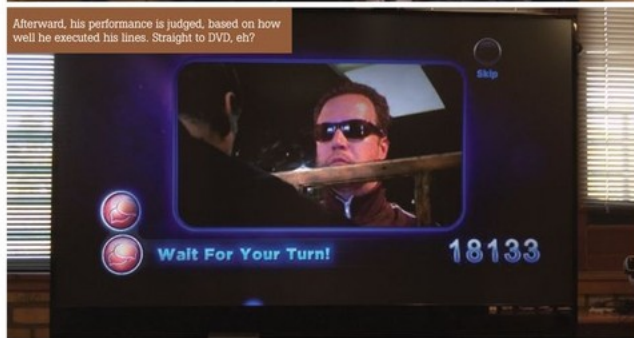 Afterward, his performance is judged, based on how
well he executed his lines. Straight to DVD, eh?
Skip
Wait For Your Turn!
18133